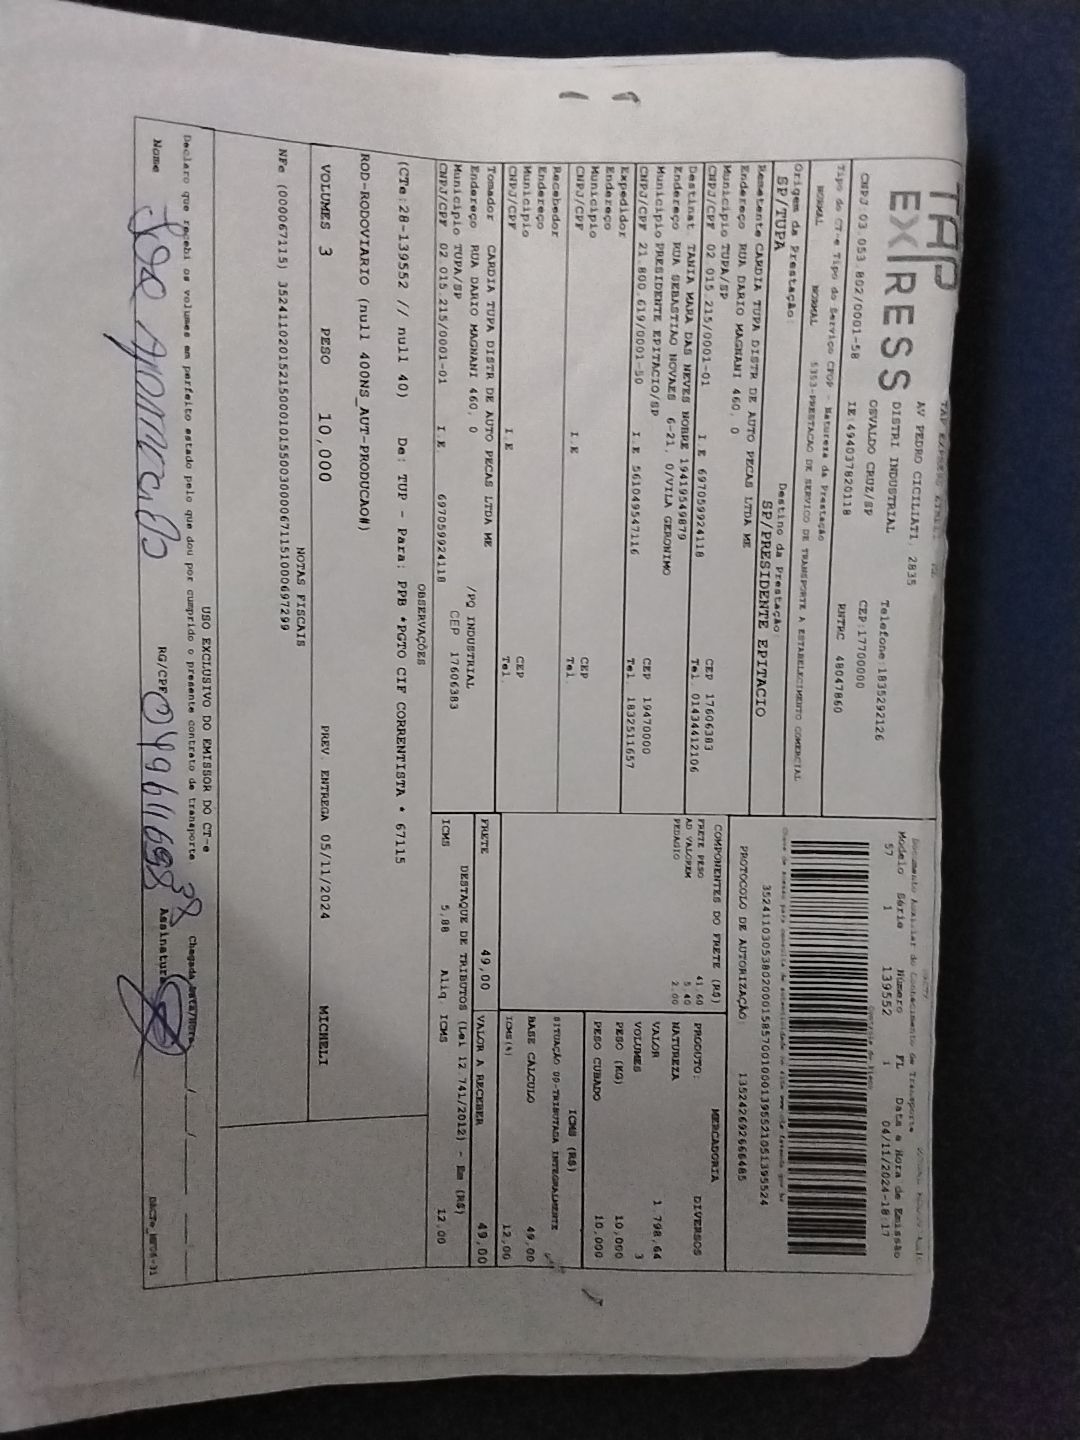 TAP
EXPRESS
AV PEDRO CICILIATI, 2835
DISTRI INDUSTRIAL
Telefone:1835292126
OSVALDO CRUZ/SP
CEP:17700000
CNPJ:03.053.802/0001-58
IE:494037820118
RNTRC 48047860
Tipo do CT-e Tipo do Serviço CFOP - Natureza da Prestação
NORMAL NORMAL 5353-PRESTACAO DE SERVICO DE TRANSPORTE A ESTABELECIMENTO COMERCIAL
Origem da Prestação: Destino da Prestação:
SP/TUPA SP/PRESIDENTE EPITACIO
Remetente CARDIA TUPA DISTR DE AUTO PECAS LTDA ME
Endereço RUA DARIO MAGNANI 460, 0
Município TUPA/SP CEP 17606383
CNPJ/CPF 02.015.215/0001-01 I.E 697059924118 Tel. 01434412106
Destinat. TANIA MARA DAS NEVES NOBRE 19419549879
Endereço RUA SEBASTIAO NOVAES 6-21, 0/VILA GERONIMO
Município PRESIDENTE EPITACIO/SP CEP 19470000
CNPJ/CPF 21.800.619/0001-50 I.E 561049547116 Tel. 1832511657
Expedidor
Endereço
Município CEP
CNPJ/CPF I.E Tel.
Recebedor
Endereço
Município CEP
CNPJ/CPF I.E Tel.
Tomador CARDIA TUPA DISTR DE AUTO PECAS LTDA ME
Endereço RUA DARIO MAGNANI 460, 0 /PQ INDUSTRIAL
Município TUPA/SP CEP 17606383
CNPJ/CPF 02.015.215/0001-01 I.E. 697059924118
Documento Auxiliar do Conhecimento de Transporte
Modelo Série Número FL Data e Hora de Emissão
57 1 139552 1 04/11/2024-18:17
35241103053802000158570010001395521051395524
PROTOCOLO DE AUTORIZAÇÃO: 135242692666485
COMPONENTES DO FRETE (R$)
FRETE PESO 41.60
AD VALOREM 5.40
PEDAGIO 2.00
MERCADORIA
PRODUTO: DIVERSOS
NATUREZA
VALOR 1.798,64
VOLUMES 3
PESO (KG) 10,000
PESO CUBADO 10,000
ICMS (R$)
SITUAÇÃO 00-TRIBUTADA INTEGRALMENTE
BASE CALCULO 49,00
ICMS(%) 12,00
FRETE 49,00 VALOR A RECEBER 49,00
DESTAQUE DE TRIBUTOS (Lei 12.741/2012) - Em (R$)
ICMS 5,88 Aliq ICMS 12,00
OBSERVAÇÕES
(CTe:28-139552 // null 40) De: TUP - Para: PPB *PGTO CIF CORRENTISTA * 67115
ROD-RODOVIARIO (null 400NS_AUT-PRODUCAO#)
VOLUMES 3 PESO 10,000 PREV. ENTREGA 05/11/2024 MICHELI
NOTAS FISCAIS
NFe (000067115) 35241102015215000101550030000671151000697299
USO EXCLUSIVO DO EMISSOR DO CT-e
Declaro que recebi os volumes em perfeito estado pelo que dou por cumprido o presente contrato de transporte Chegada Data/Hora
Nome RG/CPF Assinatura